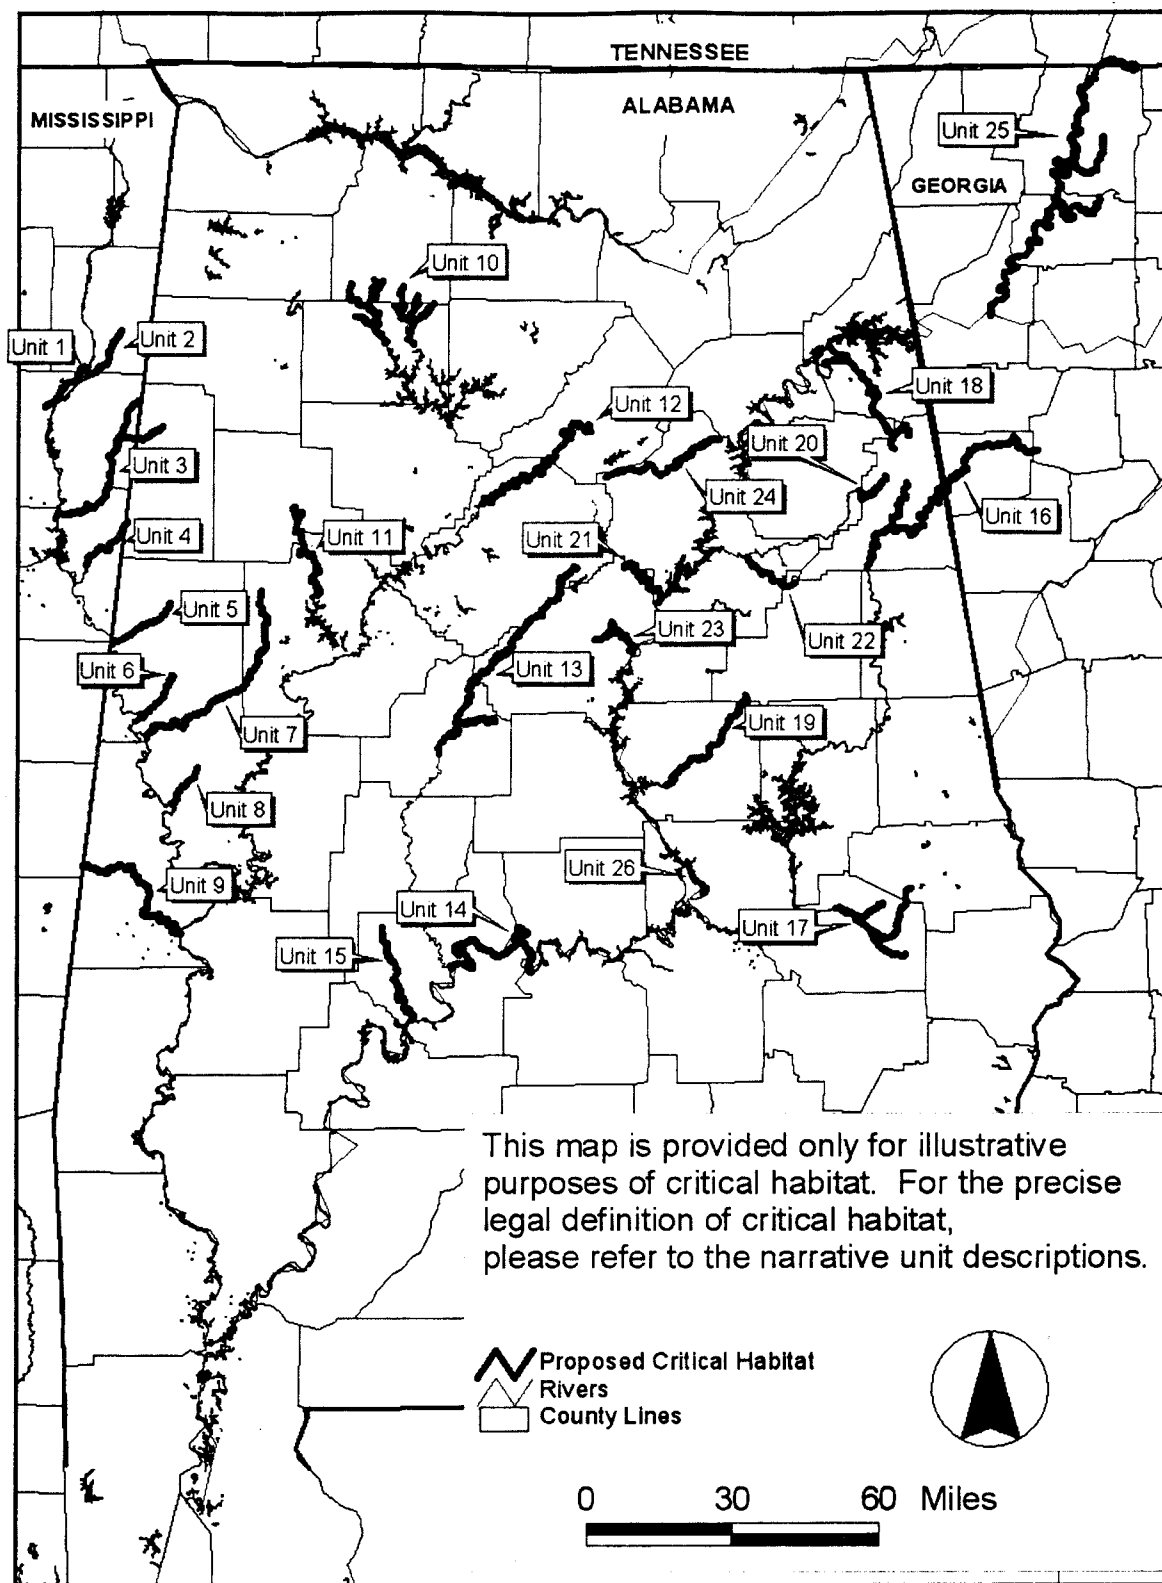 TENNESSEE
ALABAMA
MISSISSIPPI
Unit 25
GEORGIA
Unit 10
Unit 1
Unit 2
Unit 18
Unit 12
Unit 20
Unit 3
Unit 24
Unit 16
Unit 4
Unit 11
Unit 21
Unit 5
Unit 23
Unit 22
Unit 6
Unit 13
Unit 19
Unit 7
Unit 8
Unit 26
Unit 9
Unit 14
Unit 17
Unit 15
This map is provided only for illustrative
purposes of critical habitat. For the precise
legal definition of critical habitat,
please refer to the narrative unit descriptions.
Proposed Critical Habitat
Rivers
County Lines
0 30 60 Miles